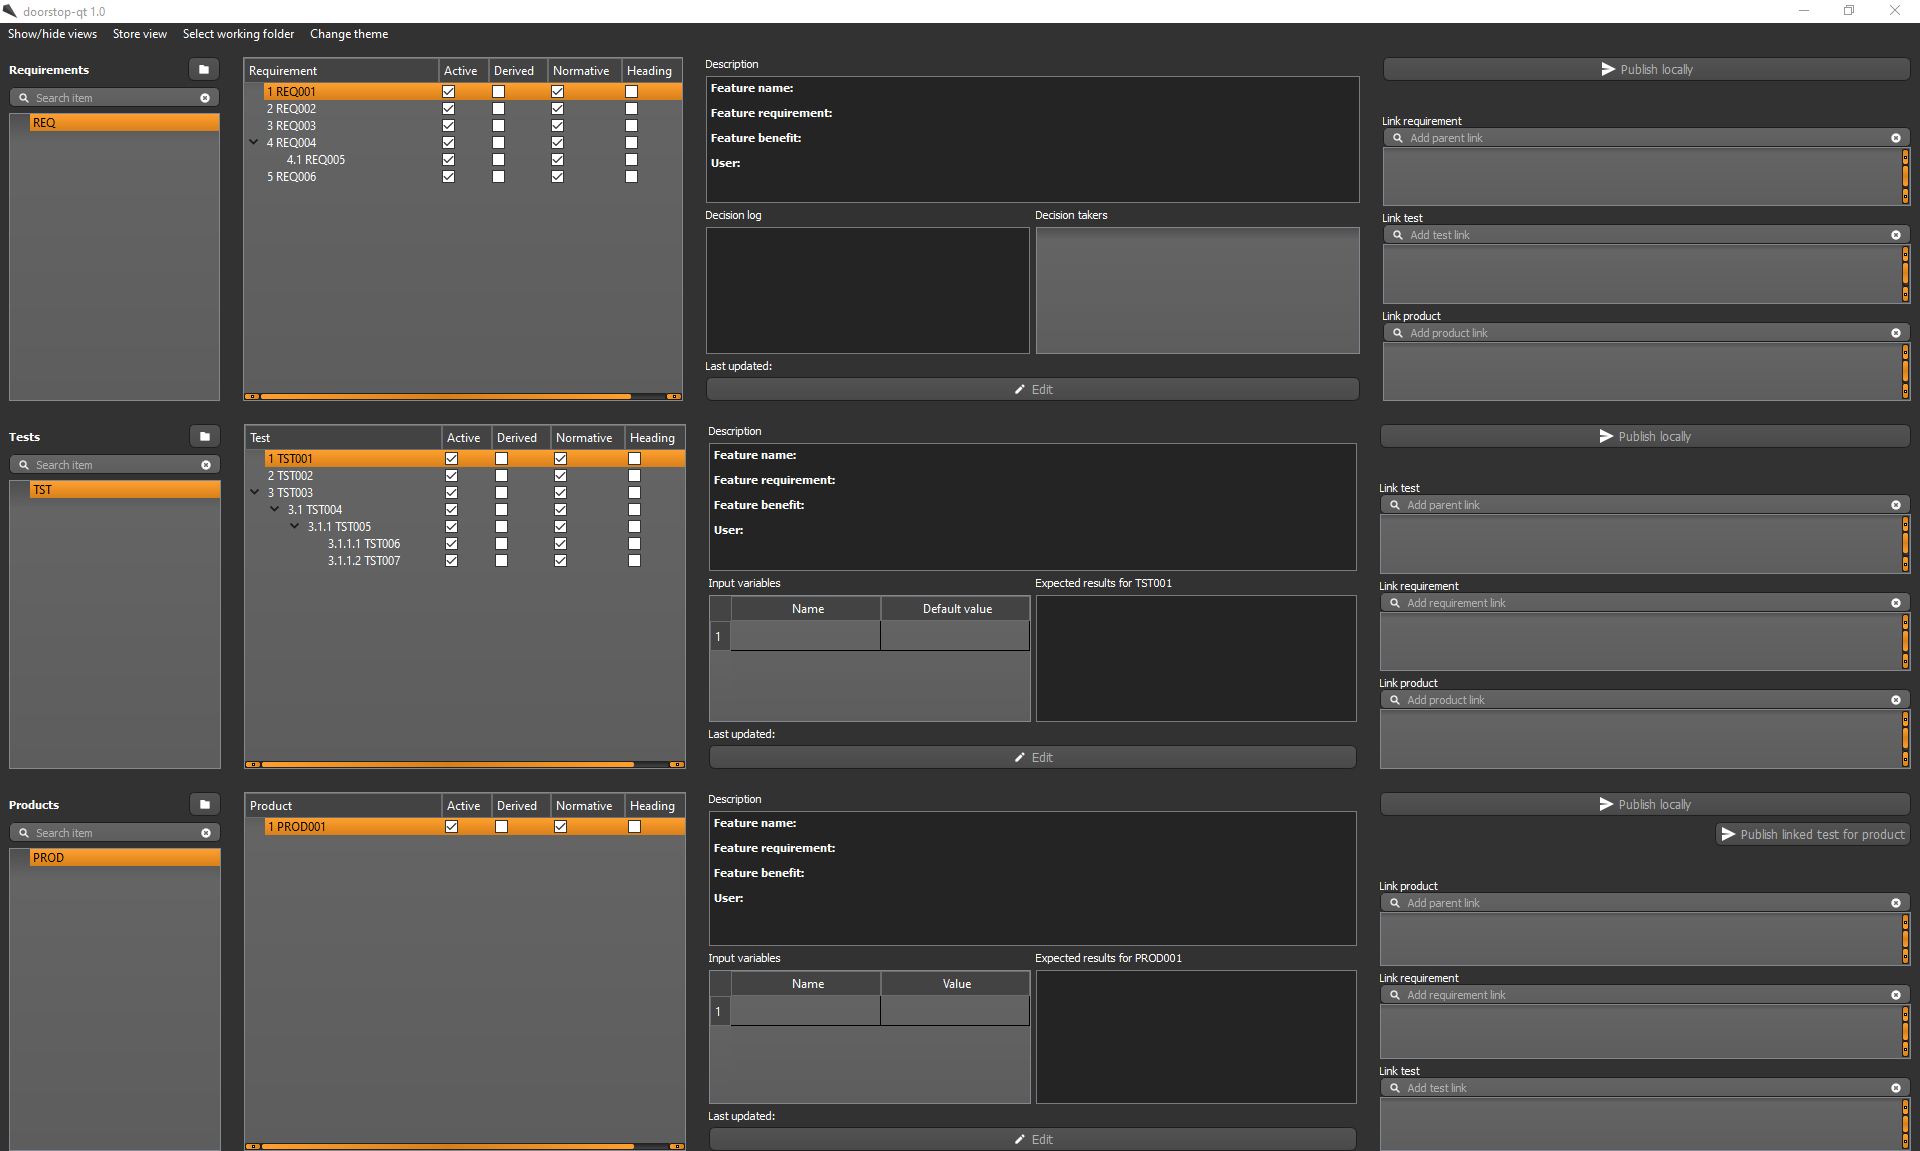 doorstop-qt 1.0
Show/hide views Store view Select working folder Change theme
Requirements
Search item
REQ
Requirement Active Derived Normative Heading
1 REQ001
2 REQ002
3 REQ003
4 REQ004
4.1 REQ005
5 REQ006
Description
Feature name:
Feature requirement:
Feature benefit:
User:
Decision log
Decision takers
Last updated:
Edit
Publish locally
Link requirement
Add parent link
Link test
Add test link
Link product
Add product link
Tests
Search item
TST
Test Active Derived Normative Heading
1 TST001
2 TST002
3 TST003
3.1 TST004
3.1.1 TST005
3.1.1.1 TST006
3.1.1.2 TST007
Description
Feature name:
Feature requirement:
Feature benefit:
User:
Input variables
Name Default value
1
Expected results for TST001
Last updated:
Edit
Publish locally
Link test
Add parent link
Link requirement
Add requirement link
Link product
Add product link
Products
Search item
PROD
Product Active Derived Normative Heading
1 PROD001
Description
Feature name:
Feature requirement:
Feature benefit:
User:
Input variables
Name Value
1
Expected results for PROD001
Last updated:
Edit
Publish locally
Publish linked test for product
Link product
Add parent link
Link requirement
Add requirement link
Link test
Add test link